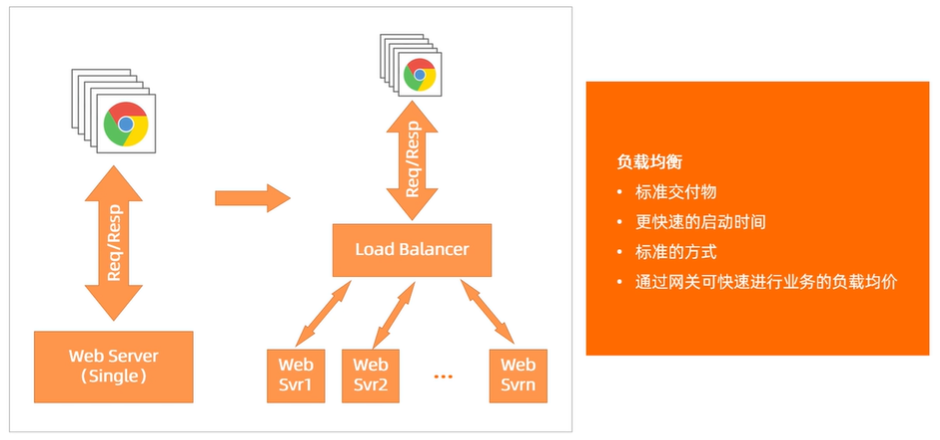 Req/Resp
Web Server
(Single)
Req/Resp
Load Balancer
Web
Svr1
Web
Svr2
...
Web
Svrn
负载均衡
• 标准交付物
• 更快速的启动时间
• 标准的方式
• 通过网关可快速进行业务的负载均价